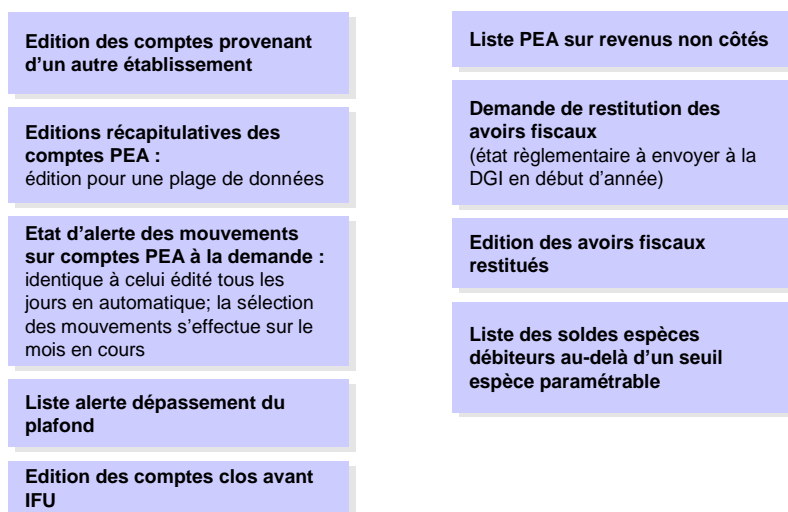 Edition des comptes provenant
d'un autre établissement
Editions récapitulatives des
comptes PEA :
édition pour une plage de données
Etat d'alerte des mouvements
sur comptes PEA à la demande :
identique à celui édité tous les
jours en automatique; la sélection
des mouvements s'effectue sur le
mois en cours
Liste alerte dépassement du
plafond
Edition des comptes clos avant
IFU
Liste PEA sur revenus non côtés
Demande de restitution des
avoirs fiscaux
(état règlementaire à envoyer à la
DGI en début d'année)
Edition des avoirs fiscaux
restitués
Liste des soldes espèces
débiteurs au-delà d'un seuil
espèce paramétrable